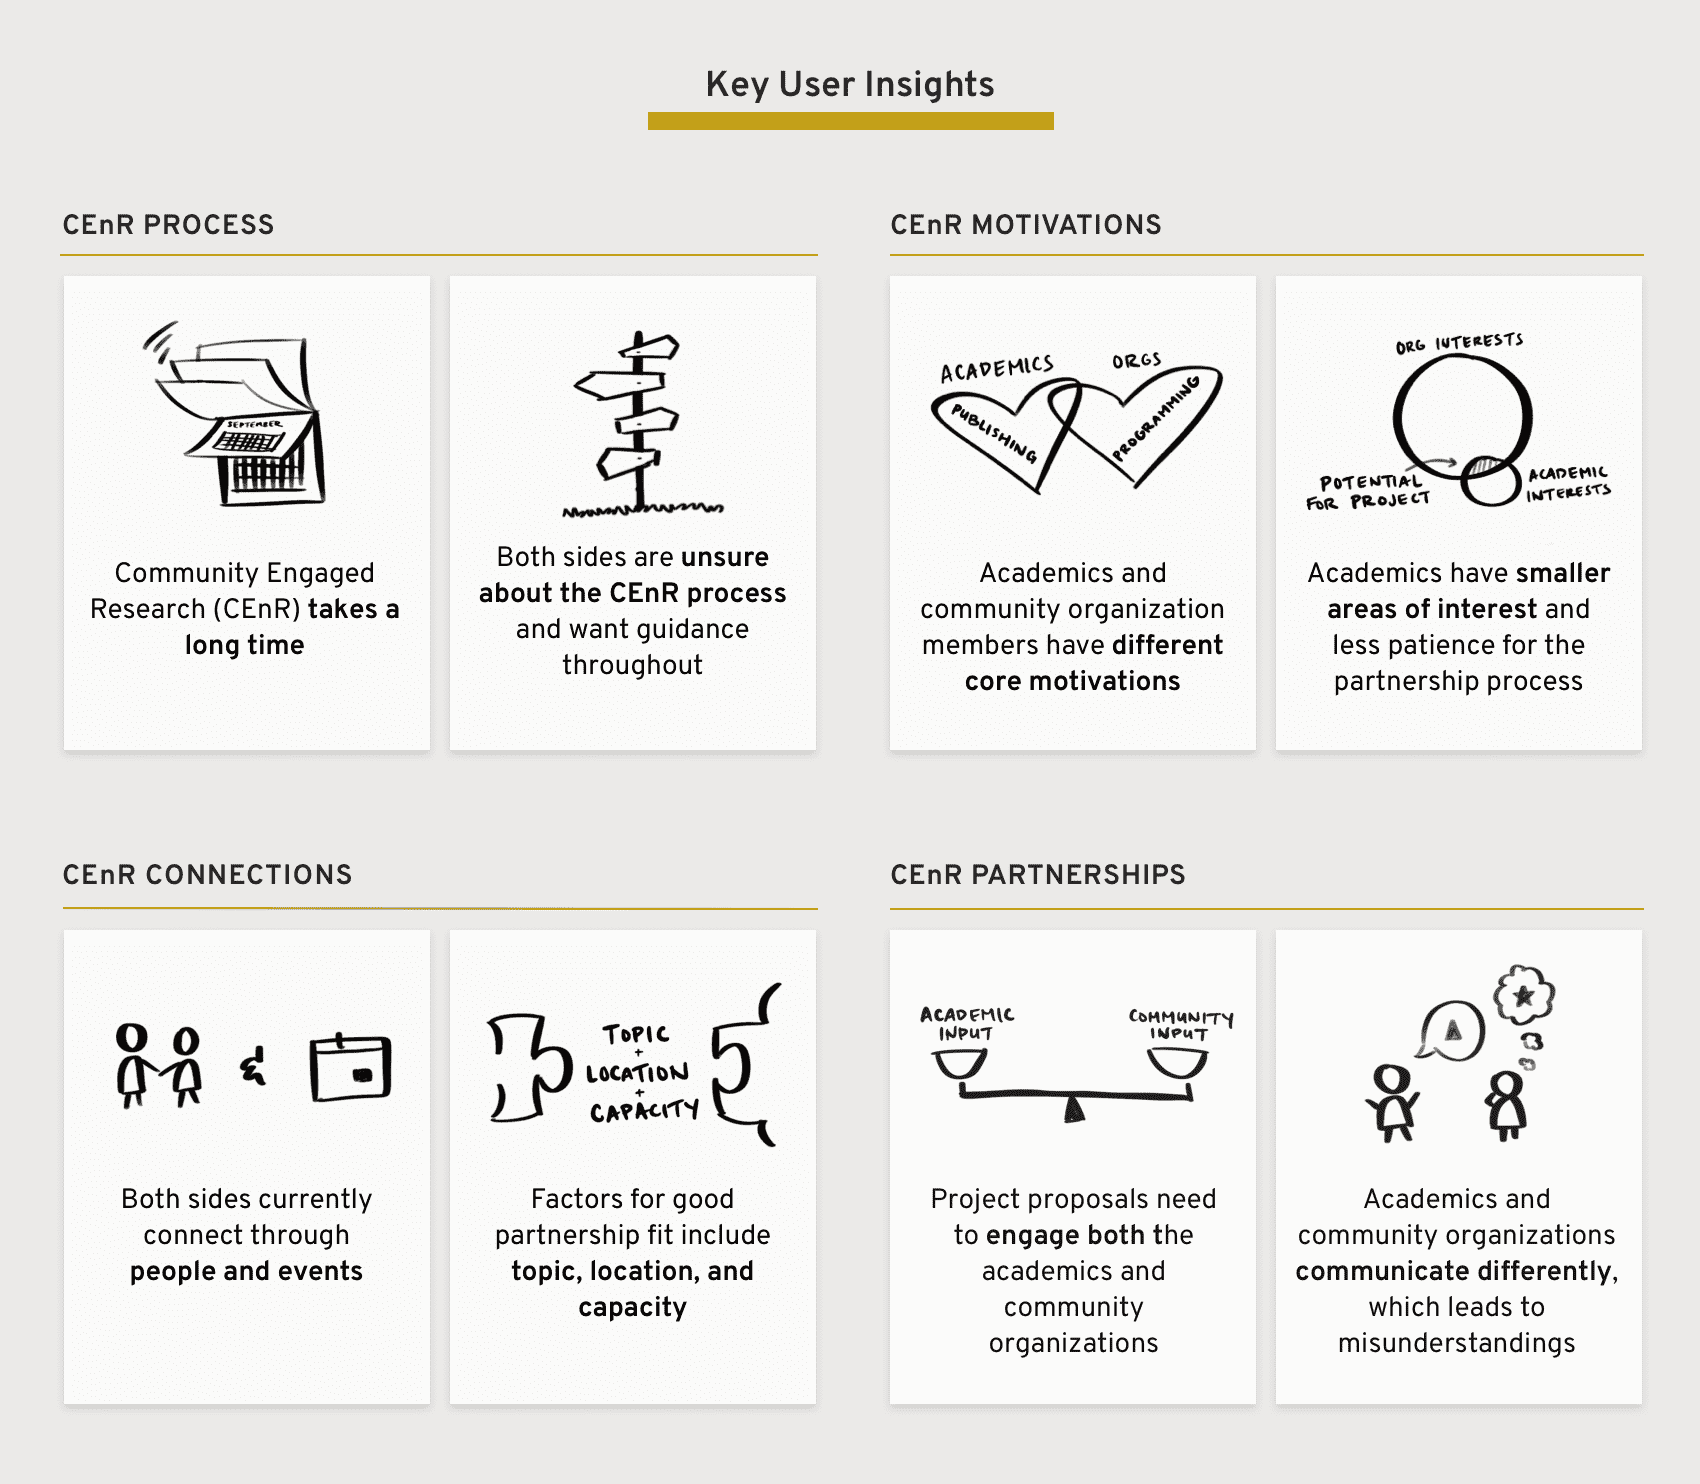 Key User Insights
CEnR PROCESS
SEPTEMBER
Community Engaged
Research (CEnR) takes a
long time
Both sides are unsure
about the CEnR process
and want guidance
throughout
CEnR MOTIVATIONS
ACADEMICS
ORGS
PUBLISHING
PROGRAMMING
Academics and
community organization
members have different
core motivations
ORG INTERESTS
POTENTIAL
FOR PROJECT
ACADEMIC
INTERESTS
Academics have smaller
areas of interest and
less patience for the
partnership process
CEnR CONNECTIONS
&
Both sides currently
connect through
people and events
TOPIC
+
LOCATION
+
CAPACITY
Factors for good
partnership fit include
topic, location, and
capacity
CEnR PARTNERSHIPS
ACADEMIC
INPUT
COMMUNITY
INPUT
Project proposals need
to engage both the
academics and
community
organizations
Academics and
community organizations
communicate differently,
which leads to
misunderstandings